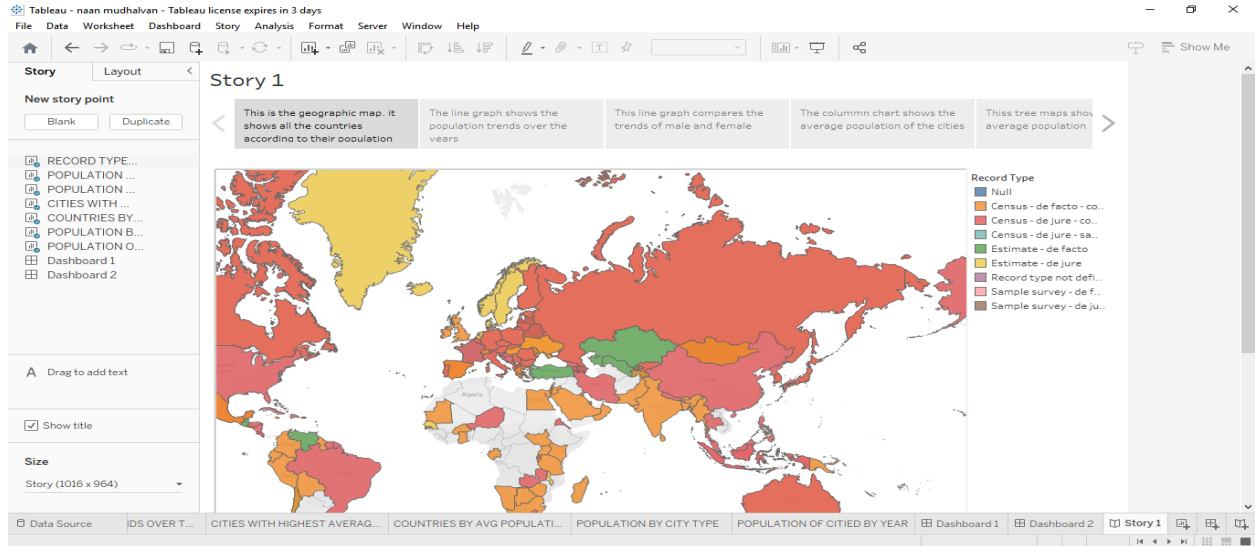 Tableau - naan mudhalvan - Tableau license expires in 3 days
File Data Worksheet Dashboard Story Analysis Format Server Window Help
Show Me
Story Layout
New story point
Blank Duplicate
RECORD TYPE...
POPULATION ...
POPULATION ...
CITIES WITH ...
COUNTRIES BY...
POPULATION B...
POPULATION O...
Dashboard 1
Dashboard 2
A Drag to add text
Show title
Size
Story (1016 x 964)
Story 1
This is the geographic map. it
shows all the countries
according to their population
The line graph shows the
population trends over the
years
This line graph compares the
trends of male and female
The columnn chart shows the
average population of the cities
Thiss tree maps show
average population
Algeria
Record Type
Null
Census - de facto - co..
Census - de jure - co..
Census - de jure - sa..
Estimate - de facto
Estimate - de jure
Record type not defi..
Sample survey - de f..
Sample survey - de ju..
Data Source IDS OVER T... CITIES WITH HIGHEST AVERAG... COUNTRIES BY AVG POPULATI... POPULATION BY CITY TYPE POPULATION OF CITIED BY YEAR Dashboard 1 Dashboard 2 Story 1